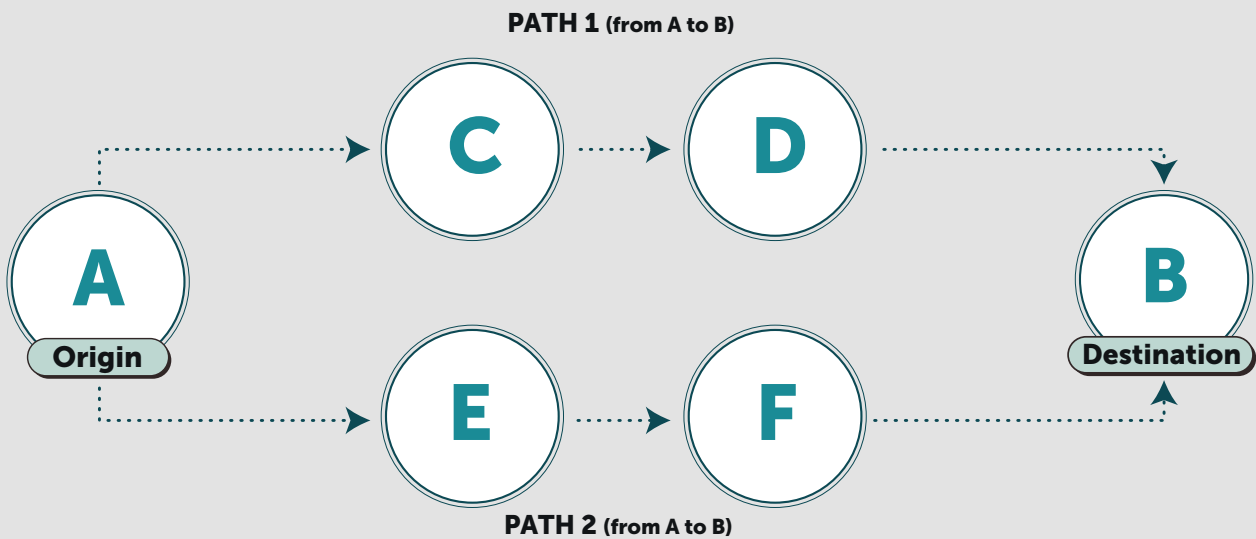 PATH 1 (from A to B)
C
D
A
Origin
B
Destination
E
F
PATH 2 (from A to B)